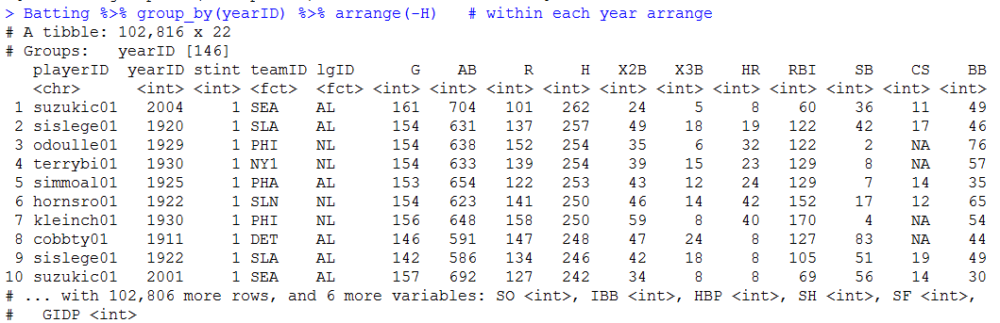 > Batting %>% group_by(yearID) %>% arrange(-H)   # within each year arrange
# A tibble: 102,816 x 22
# Groups:   yearID [146]
   playerID yearID stint teamID lgID      G    AB     R     H   X2B   X3B    HR   RBI    SB    CS    BB
   <chr>     <int> <int> <fct>  <fct> <int> <int> <int> <int> <int> <int> <int> <int> <int> <int> <int>
 1 suzukic01  2004     1 SEA    AL      161   704   101   262    24     5     8    60    36    11    49
 2 sislege01  1920     1 SLA    AL      154   631   137   257    49    18    19   122    42    17    46
 3 odoulle01  1929     1 PHI    NL      154   638   152   254    35     6    32   122     2    NA    76
 4 terrybi01  1930     1 NY1    NL      154   633   139   254    39    15    23   129     8    NA    57
 5 simmoal01  1925     1 PHA    AL      153   654   122   253    43    12    24   129     7    14    35
 6 hornsro01  1922     1 SLN    NL      154   623   141   250    46    14    42   152    17    12    65
 7 kleinch01  1930     1 PHI    NL      156   648   158   250    59     8    40   170     4    NA    54
 8 cobbty01   1911     1 DET    AL      146   591   147   248    47    24     8   127    83    NA    44
 9 sislege01  1922     1 SLA    AL      142   586   134   246    42    18     8   105    51    19    49
10 suzukic01  2001     1 SEA    AL      157   692   127   242    34     8     8    69    56    14    30
# ... with 102,806 more rows, and 6 more variables: SO <int>, IBB <int>, HBP <int>, SH <int>, SF <int>,
#   GIDP <int>